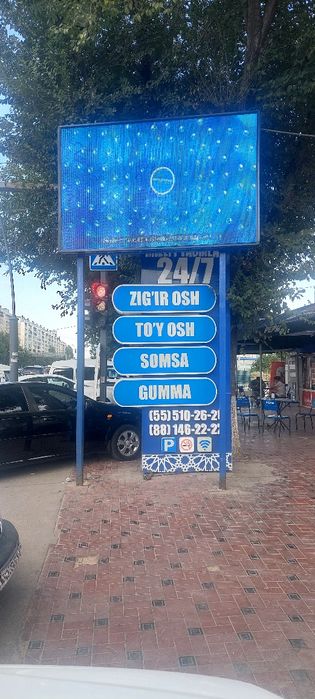 24/7
ZIG'IR OSH
TO'Y OSH
SOMSA
GUMMA
(55) 510-26-26
(88) 146-22-22
P